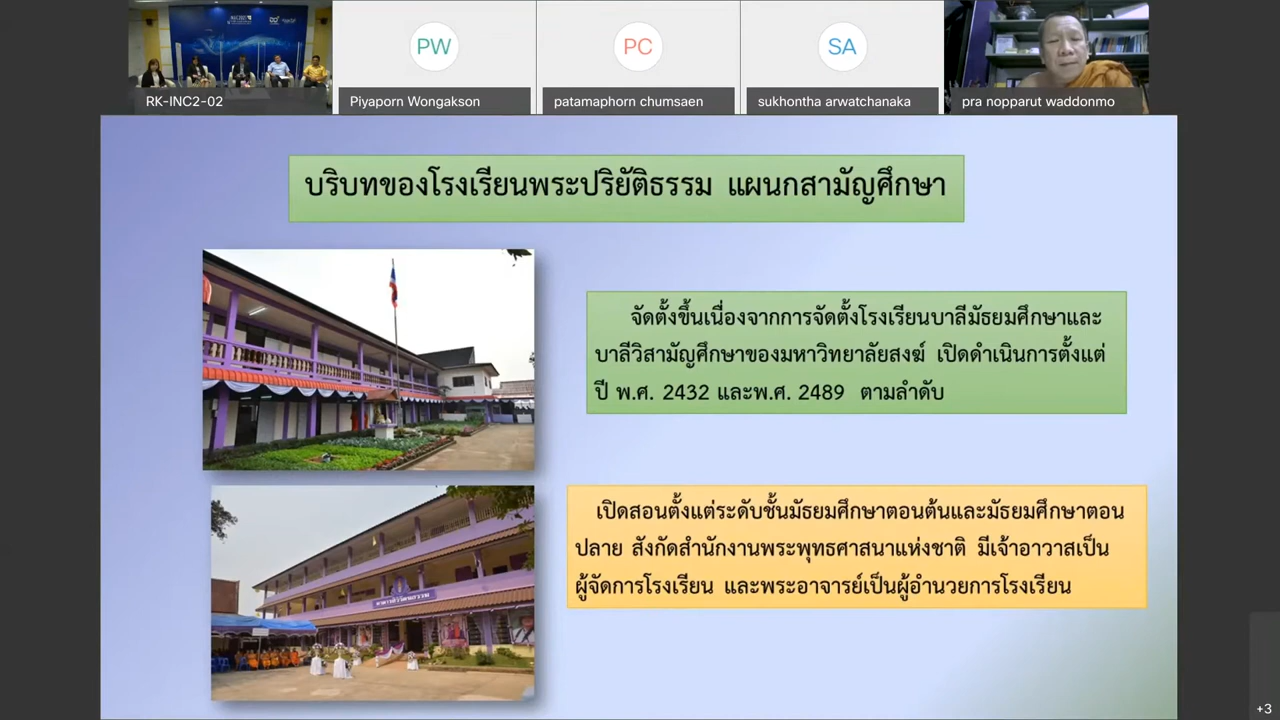 RK-INC2-02
PW
Piyaporn Wongakson
PC
patamaphorn chumsaen
SA
sukhontha arwatchanaka
pra nopparut waddonmo
บริบทของโรงเรียนพระปริยัติธรรม แผนกสามัญศึกษา
จัดตั้งขึ้นเนื่องจากการจัดตั้งโรงเรียนบาลีมัธยมศึกษาและ
บาลีวิสามัญศึกษาของมหาวิทยาลัยสงฆ์ เปิดดำเนินการตั้งแต่
ปี พ.ศ. 2432 และพ.ศ. 2489 ตามลำดับ
เปิดสอนตั้งแต่ระดับชั้นมัธยมศึกษาตอนต้นและมัธยมศึกษาตอน
ปลาย สังกัดสำนักงานพระพุทธศาสนาแห่งชาติ มีเจ้าอาวาสเป็น
ผู้จัดการโรงเรียน และพระอาจารย์เป็นผู้อำนวยการโรงเรียน
+3